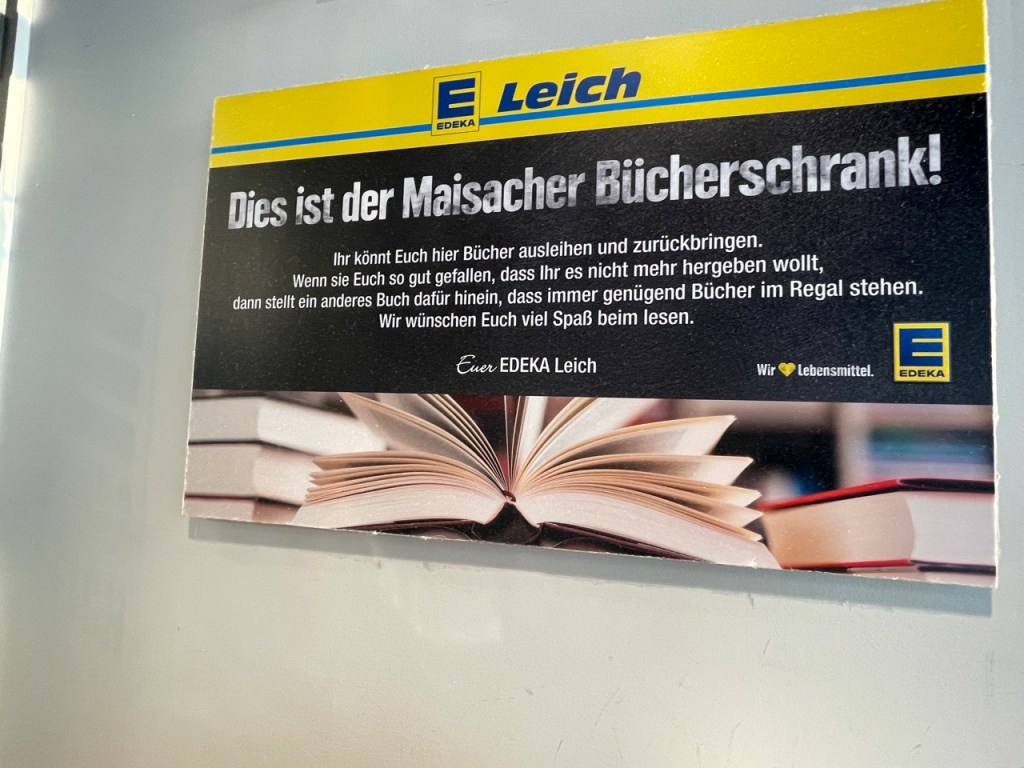 E EDEKA Leich
Dies ist der Maisacher Bücherschrank!
Ihr könnt Euch hier Bücher ausleihen und zurückbringen.
Wenn sie Euch so gut gefallen, dass Ihr es nicht mehr hergeben wollt,
dann stellt ein anderes Buch dafür hinein, dass immer genügend Bücher im Regal stehen.
Wir wünschen Euch viel Spaß beim lesen.
Euer EDEKA Leich
Wir Lebensmittel.
E EDEKA